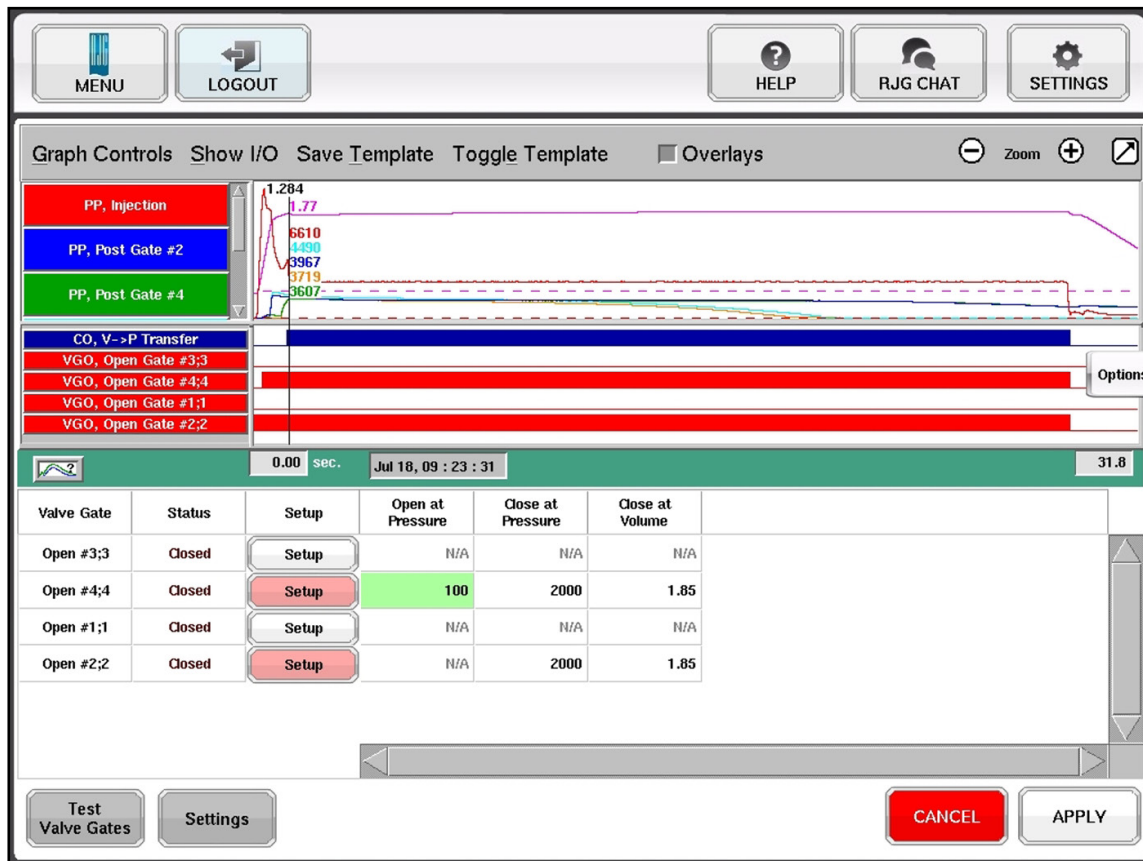 MENU
LOGOUT
HELP
RJG CHAT
SETTINGS
Graph Controls Show I/O Save Template Toggle Template Overlays Zoom
PP, Injection
PP, Post Gate #2
PP, Post Gate #4
1.284
1.77
6610
4490
3967
3719
3607
CO, V->P Transfer
VGO, Open Gate #3;3
VGO, Open Gate #4;4
VGO, Open Gate #1;1
VGO, Open Gate #2;2
Options
0.00 sec. Jul 18, 09 : 23 : 31 31.8
Valve Gate Status Setup Open at Pressure Close at Pressure Close at Volume
Open #3;3 Closed Setup N/A N/A N/A
Open #4;4 Closed Setup 100 2000 1.85
Open #1;1 Closed Setup N/A N/A N/A
Open #2;2 Closed Setup N/A 2000 1.85
Test
Valve Gates
Settings
CANCEL
APPLY